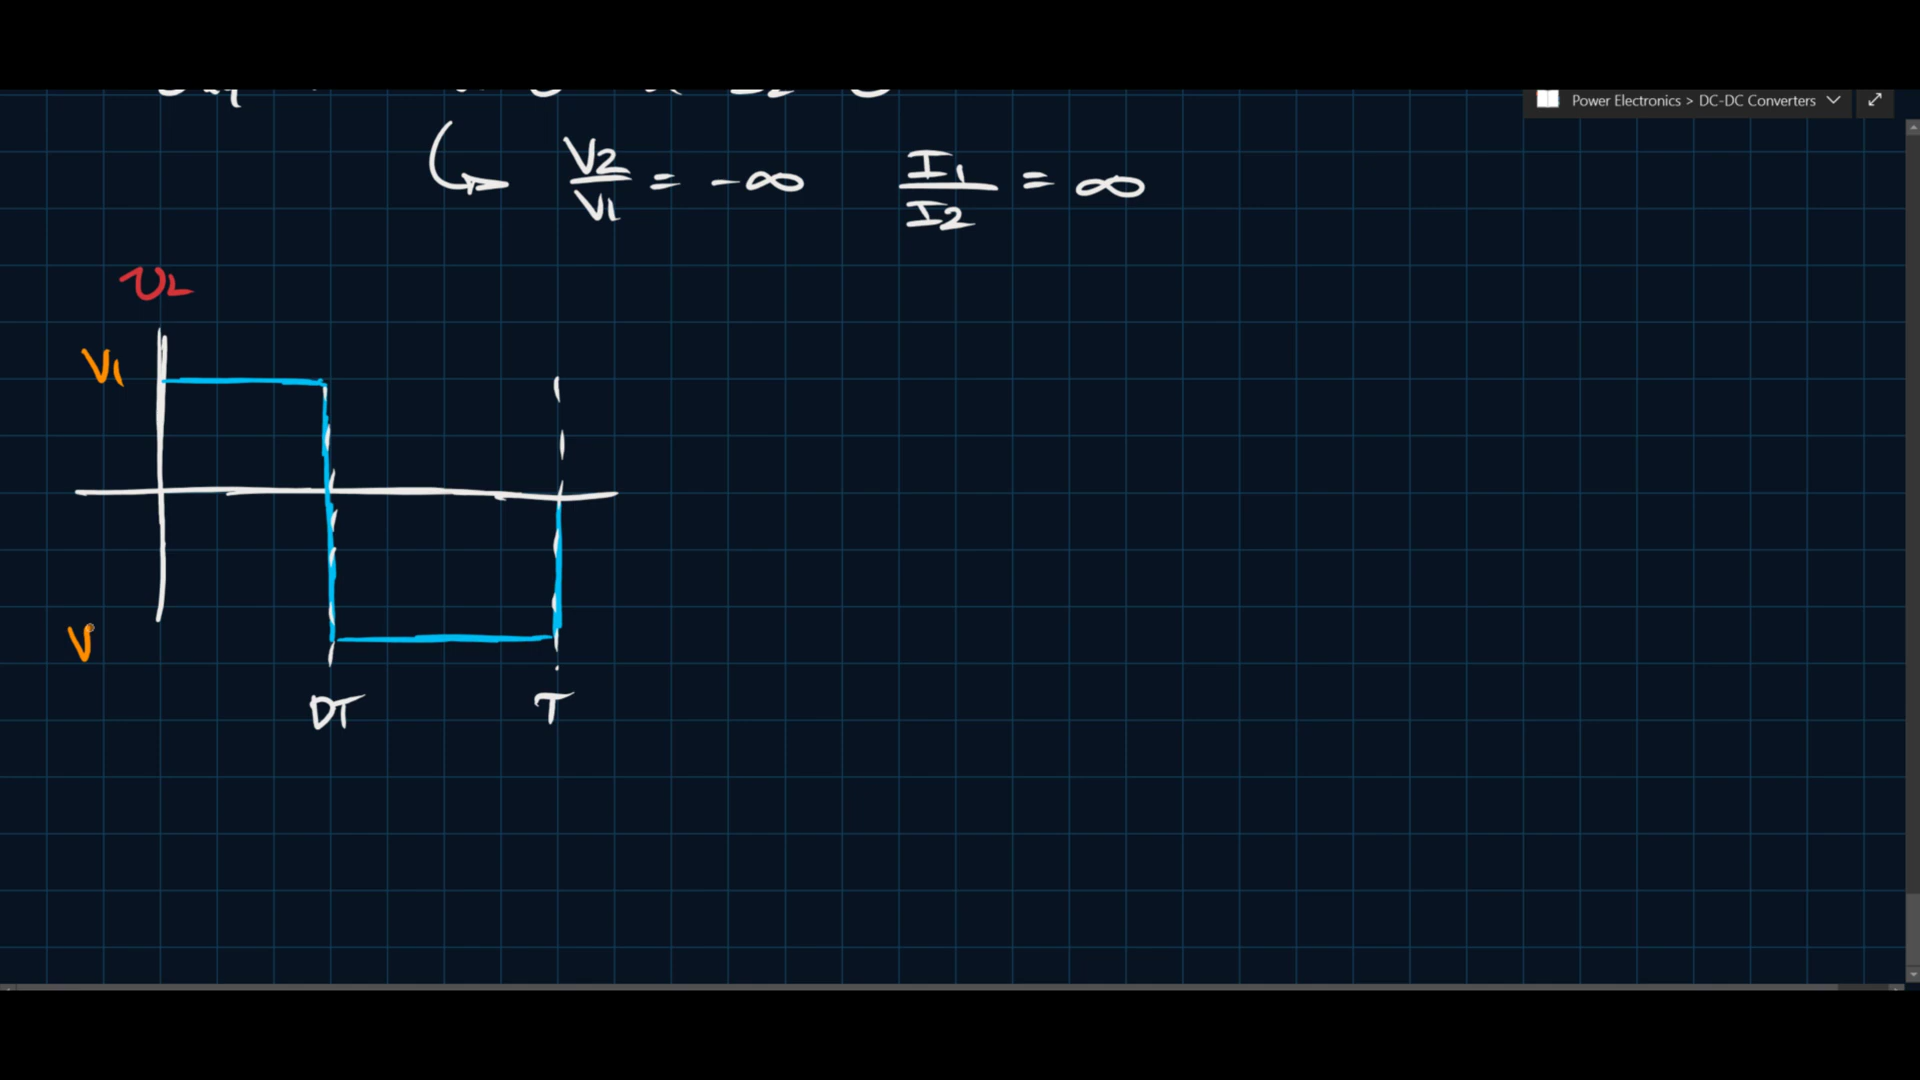 Power Electronics > DC-DC Converters
V2/V1 = -∞ I1/I2 = ∞
VL
V1
V
DT T